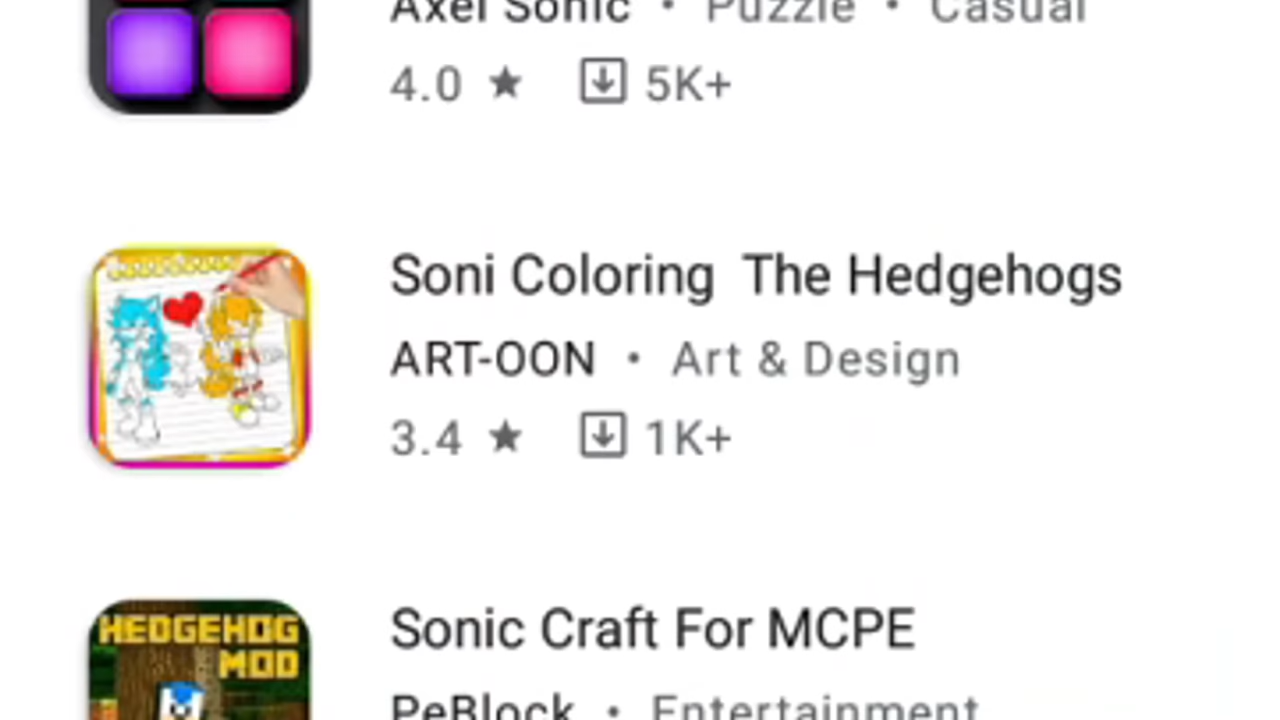 Axel Sonic • Puzzle • Casual
4.0 ★ 5K+
Soni Coloring  The Hedgehogs
ART-OON • Art & Design
3.4 ★ 1K+
HEDGEHOG
MOD
Sonic Craft For MCPE
PeBlock • Entertainment